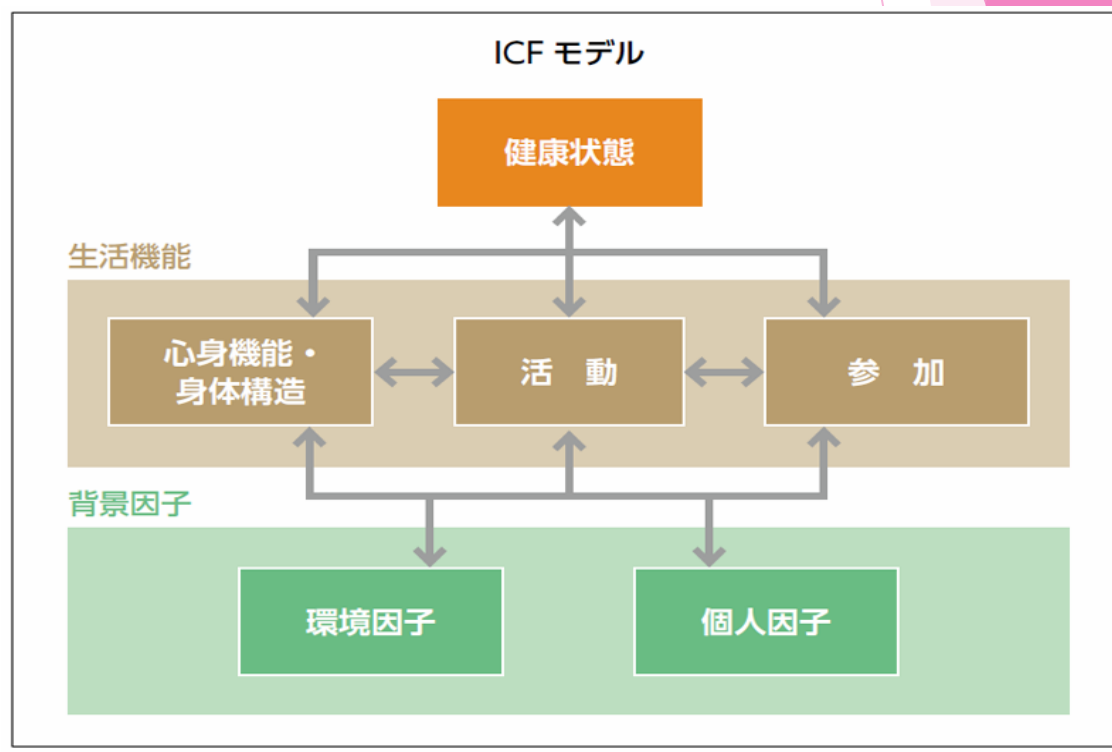 ICF モデル
健康状態
生活機能
心身機能・
身体構造
活　動
参　加
背景因子
環境因子
個人因子